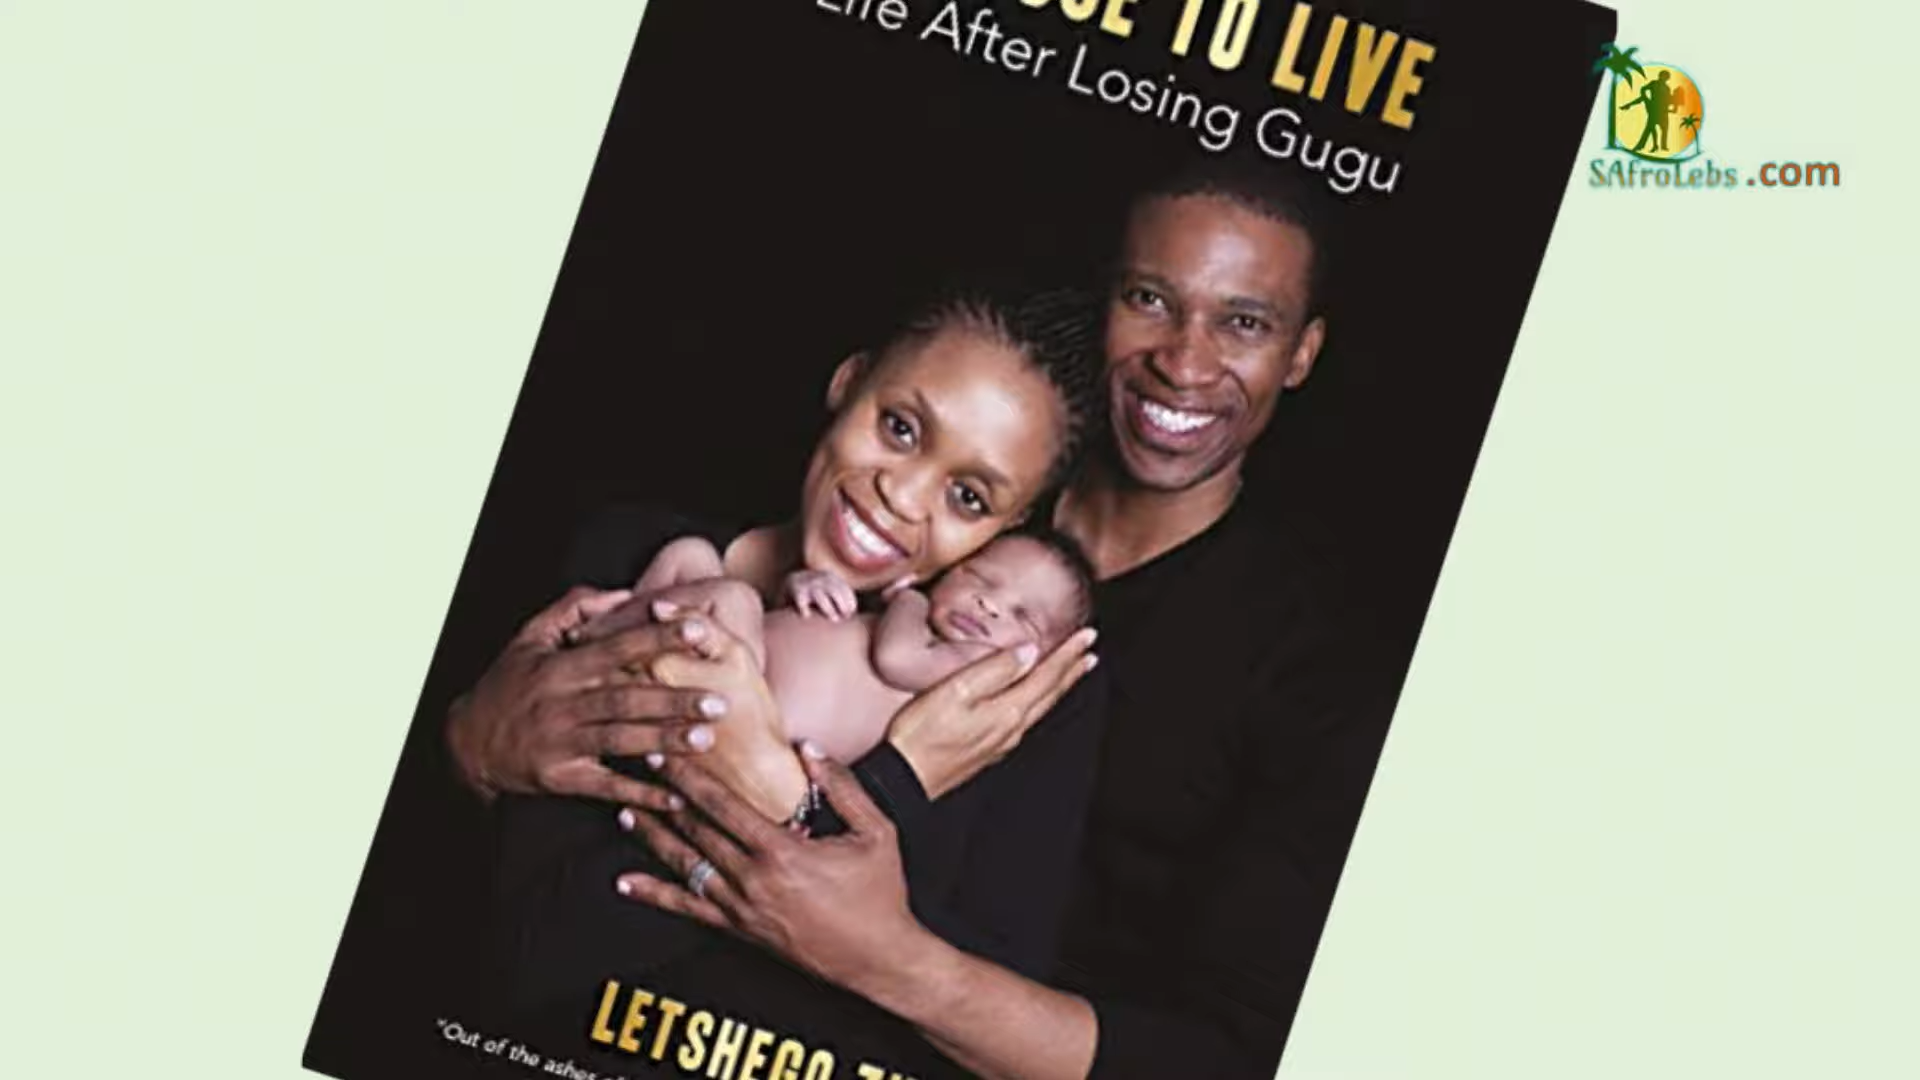 TO LIVE
Life After Losing Gugu
SAfroLebs .com
LETSHEGO
"Out of the ashes